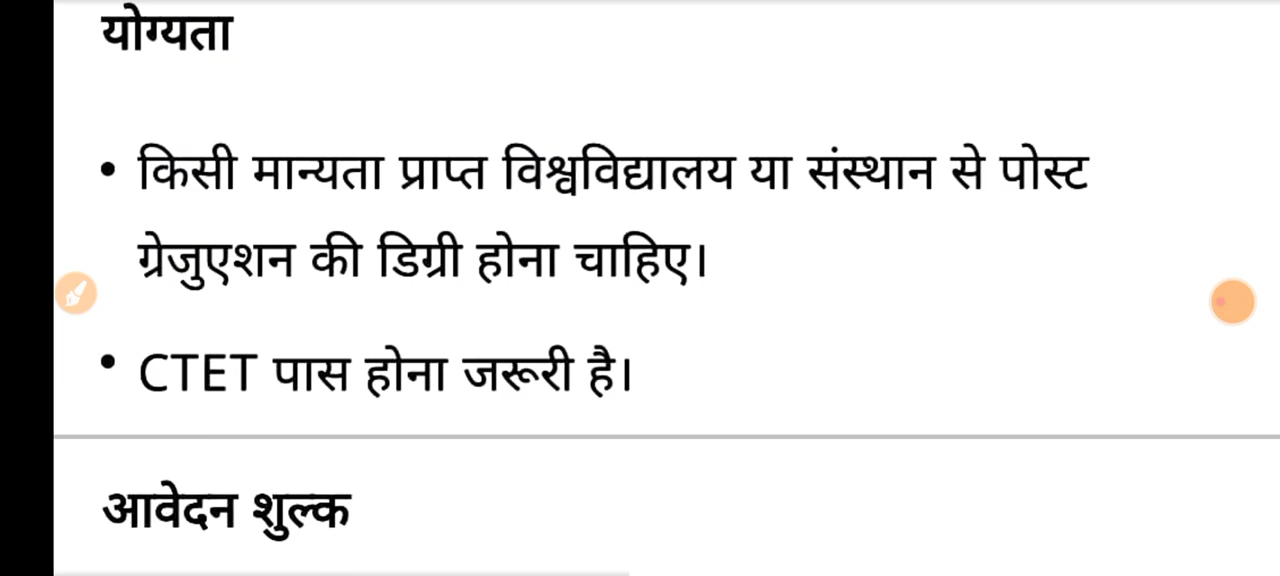 योग्यता
• किसी मान्यता प्राप्त विश्वविद्यालय या संस्थान से पोस्ट
ग्रेजुएशन की डिग्री होना चाहिए।
• CTET पास होना जरूरी है।
आवेदन शुल्क